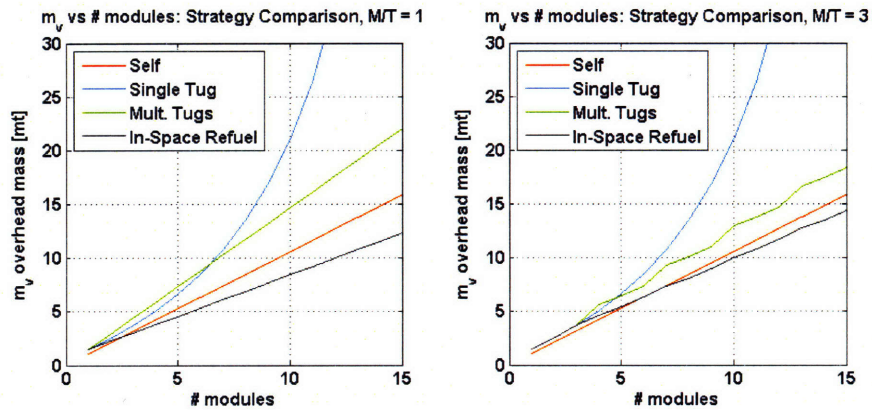 m_v vs # modules: Strategy Comparison, M/T = 1
30
25
20
15
10
5
0
0
5
10
15
m_v overhead mass [mt]
# modules
Self
Single Tug
Mult. Tugs
In-Space Refuel
m_v vs # modules: Strategy Comparison, M/T = 3
30
25
20
15
10
5
0
0
5
10
15
m_v overhead mass [mt]
# modules
Self
Single Tug
Mult. Tugs
In-Space Refuel